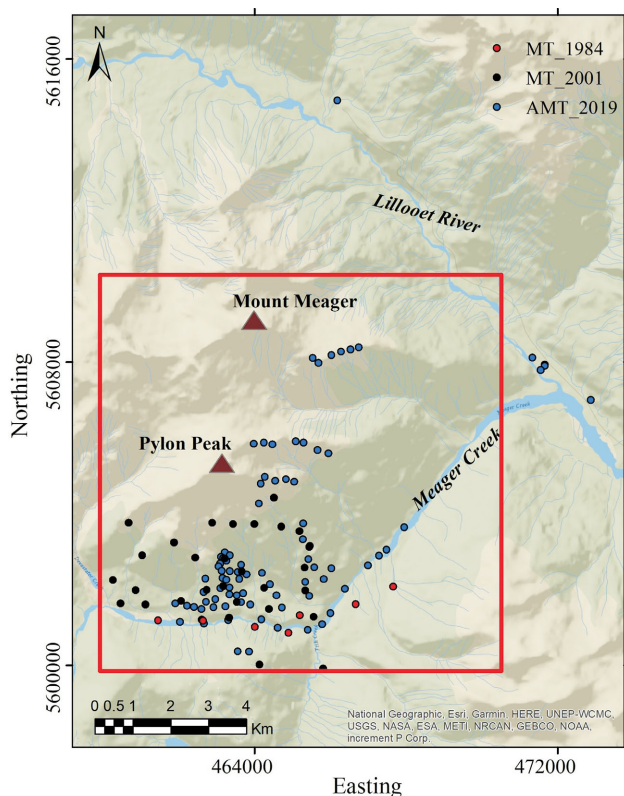 N
MT_1984
MT_2001
AMT_2019
5616000
Lillooet River
Mount Meager
5608000
Northing
Pylon Peak
Meager Creek
Meager Creek
5600000
0 0.5 1 2 3 4
Km
National Geographic, Esri, Garmin, HERE, UNEP-WCMC,
USGS, NASA, ESA, METI, NRCAN, GEBCO, NOAA,
increment P Corp.
464000 472000
Easting